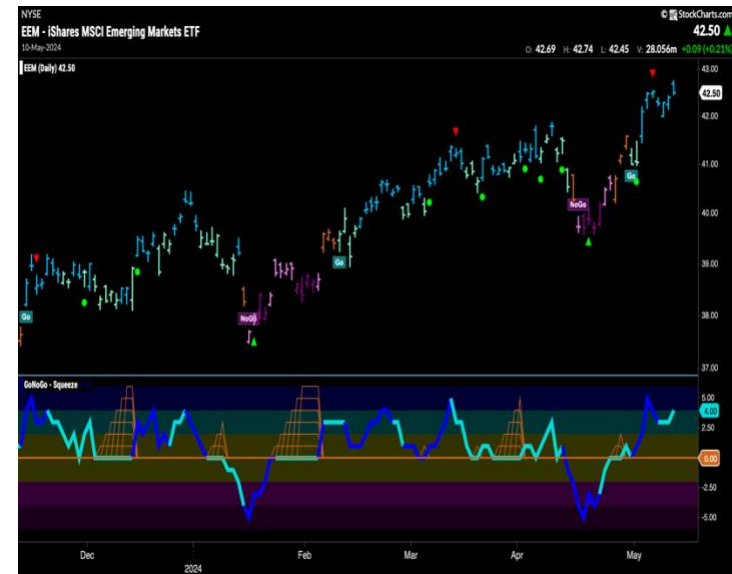 NYSE
© StockCharts.com
EEM - iShares MSCI Emerging Markets ETF
42.50
10-May-2024
O: 42.69 H: 42.74 L: 42.45 V: 28.056m +0.09 (+0.21%)
EEM (Daily) 42.50
43.00
42.50
42.00
41.00
Go
NoGo
40.00
39.00
Go
38.00
Go
NoGo
37.00
GoNoGo - Squeeze
5.00
4.00
2.50
0.00
-2.50
-5.00
Dec
2024
Feb
Mar
Apr
May